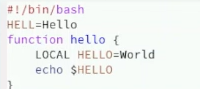 #!/bin/bash
HELL=Hello
function hello {
    LOCAL HELLO=World
    echo $HELLO
}